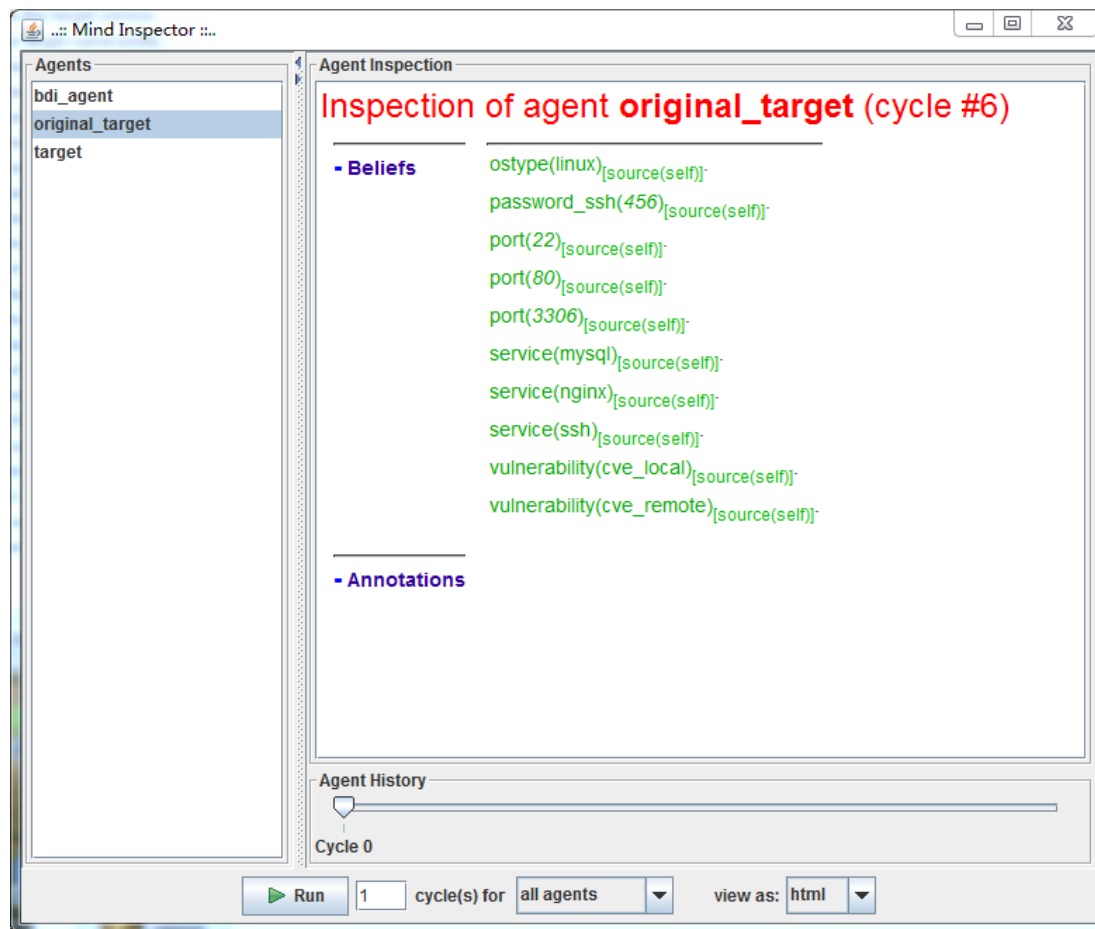 ..:: Mind Inspector ::..
Agents
bdi_agent
original_target
target
Agent Inspection
Inspection of agent original_target (cycle #6)
- Beliefs
ostype(linux)[source(self)].
password_ssh(456)[source(self)].
port(22)[source(self)].
port(80)[source(self)].
port(3306)[source(self)].
service(mysql)[source(self)].
service(nginx)[source(self)].
service(ssh)[source(self)].
vulnerability(cve_local)[source(self)].
vulnerability(cve_remote)[source(self)].
- Annotations
Agent History
Cycle 0
Run 1 cycle(s) for all agents view as: html